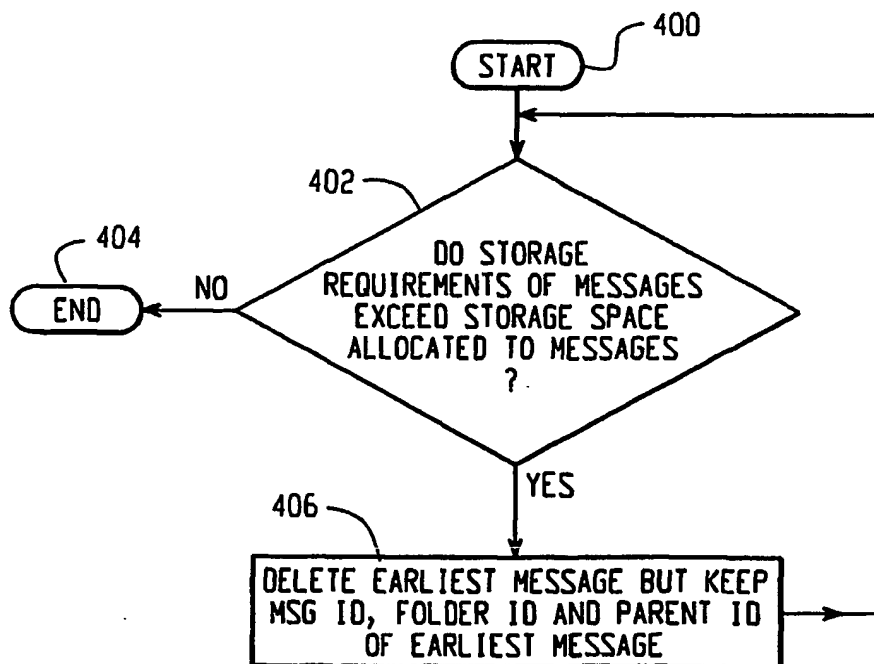 400
START
402
DO STORAGE
REQUIREMENTS OF MESSAGES
EXCEED STORAGE SPACE
ALLOCATED TO MESSAGES
?
404
END
NO
YES
406
DELETE EARLIEST MESSAGE BUT KEEP
MSG ID, FOLDER ID AND PARENT ID
OF EARLIEST MESSAGE